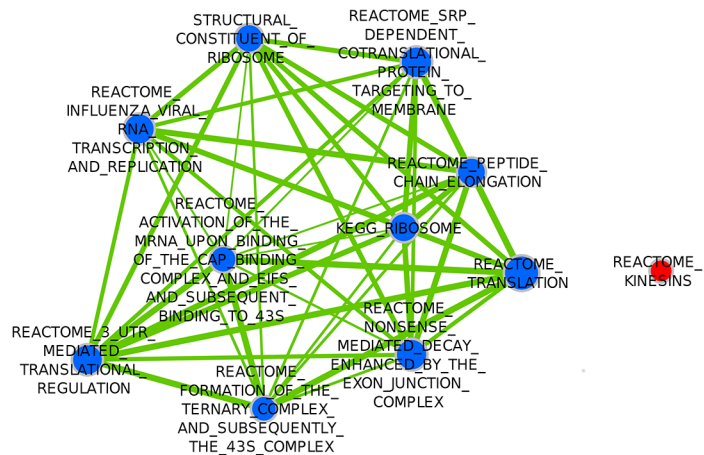 STRUCTURAL_
CONSTITUENT_OF_
RIBOSOME
REACTOME_SRP_
DEPENDENT_
COTRANSLATIONAL_
PROTEIN_
TARGETING_TO_
MEMBRANE
REACTOME_
INFLUENZA_VIRAL_
RNA_
TRANSCRIPTION_
AND_REPLICATION
REACTOME_PEPTIDE_
CHAIN_ELONGATION
REACTOME_
ACTIVATION_OF_THE_
MRNA_UPON_BINDING_
OF_THE_CAP_BINDING_
COMPLEX_AND_EIFS_
AND_SUBSEQUENT_
BINDING_TO_43S
KEGG_RIBOSOME
REACTOME_
TRANSLATION
REACTOME_
KINESINS
REACTOME_3_UTR_
MEDIATED_
TRANSLATIONAL_
REGULATION
REACTOME_
NONSENSE_
MEDIATED_DECAY_
ENHANCED_BY_THE_
EXON_JUNCTION_
COMPLEX
REACTOME_
FORMATION_OF_THE_
TERNARY_COMPLEX_
AND_SUBSEQUENTLY_
THE_43S_COMPLEX